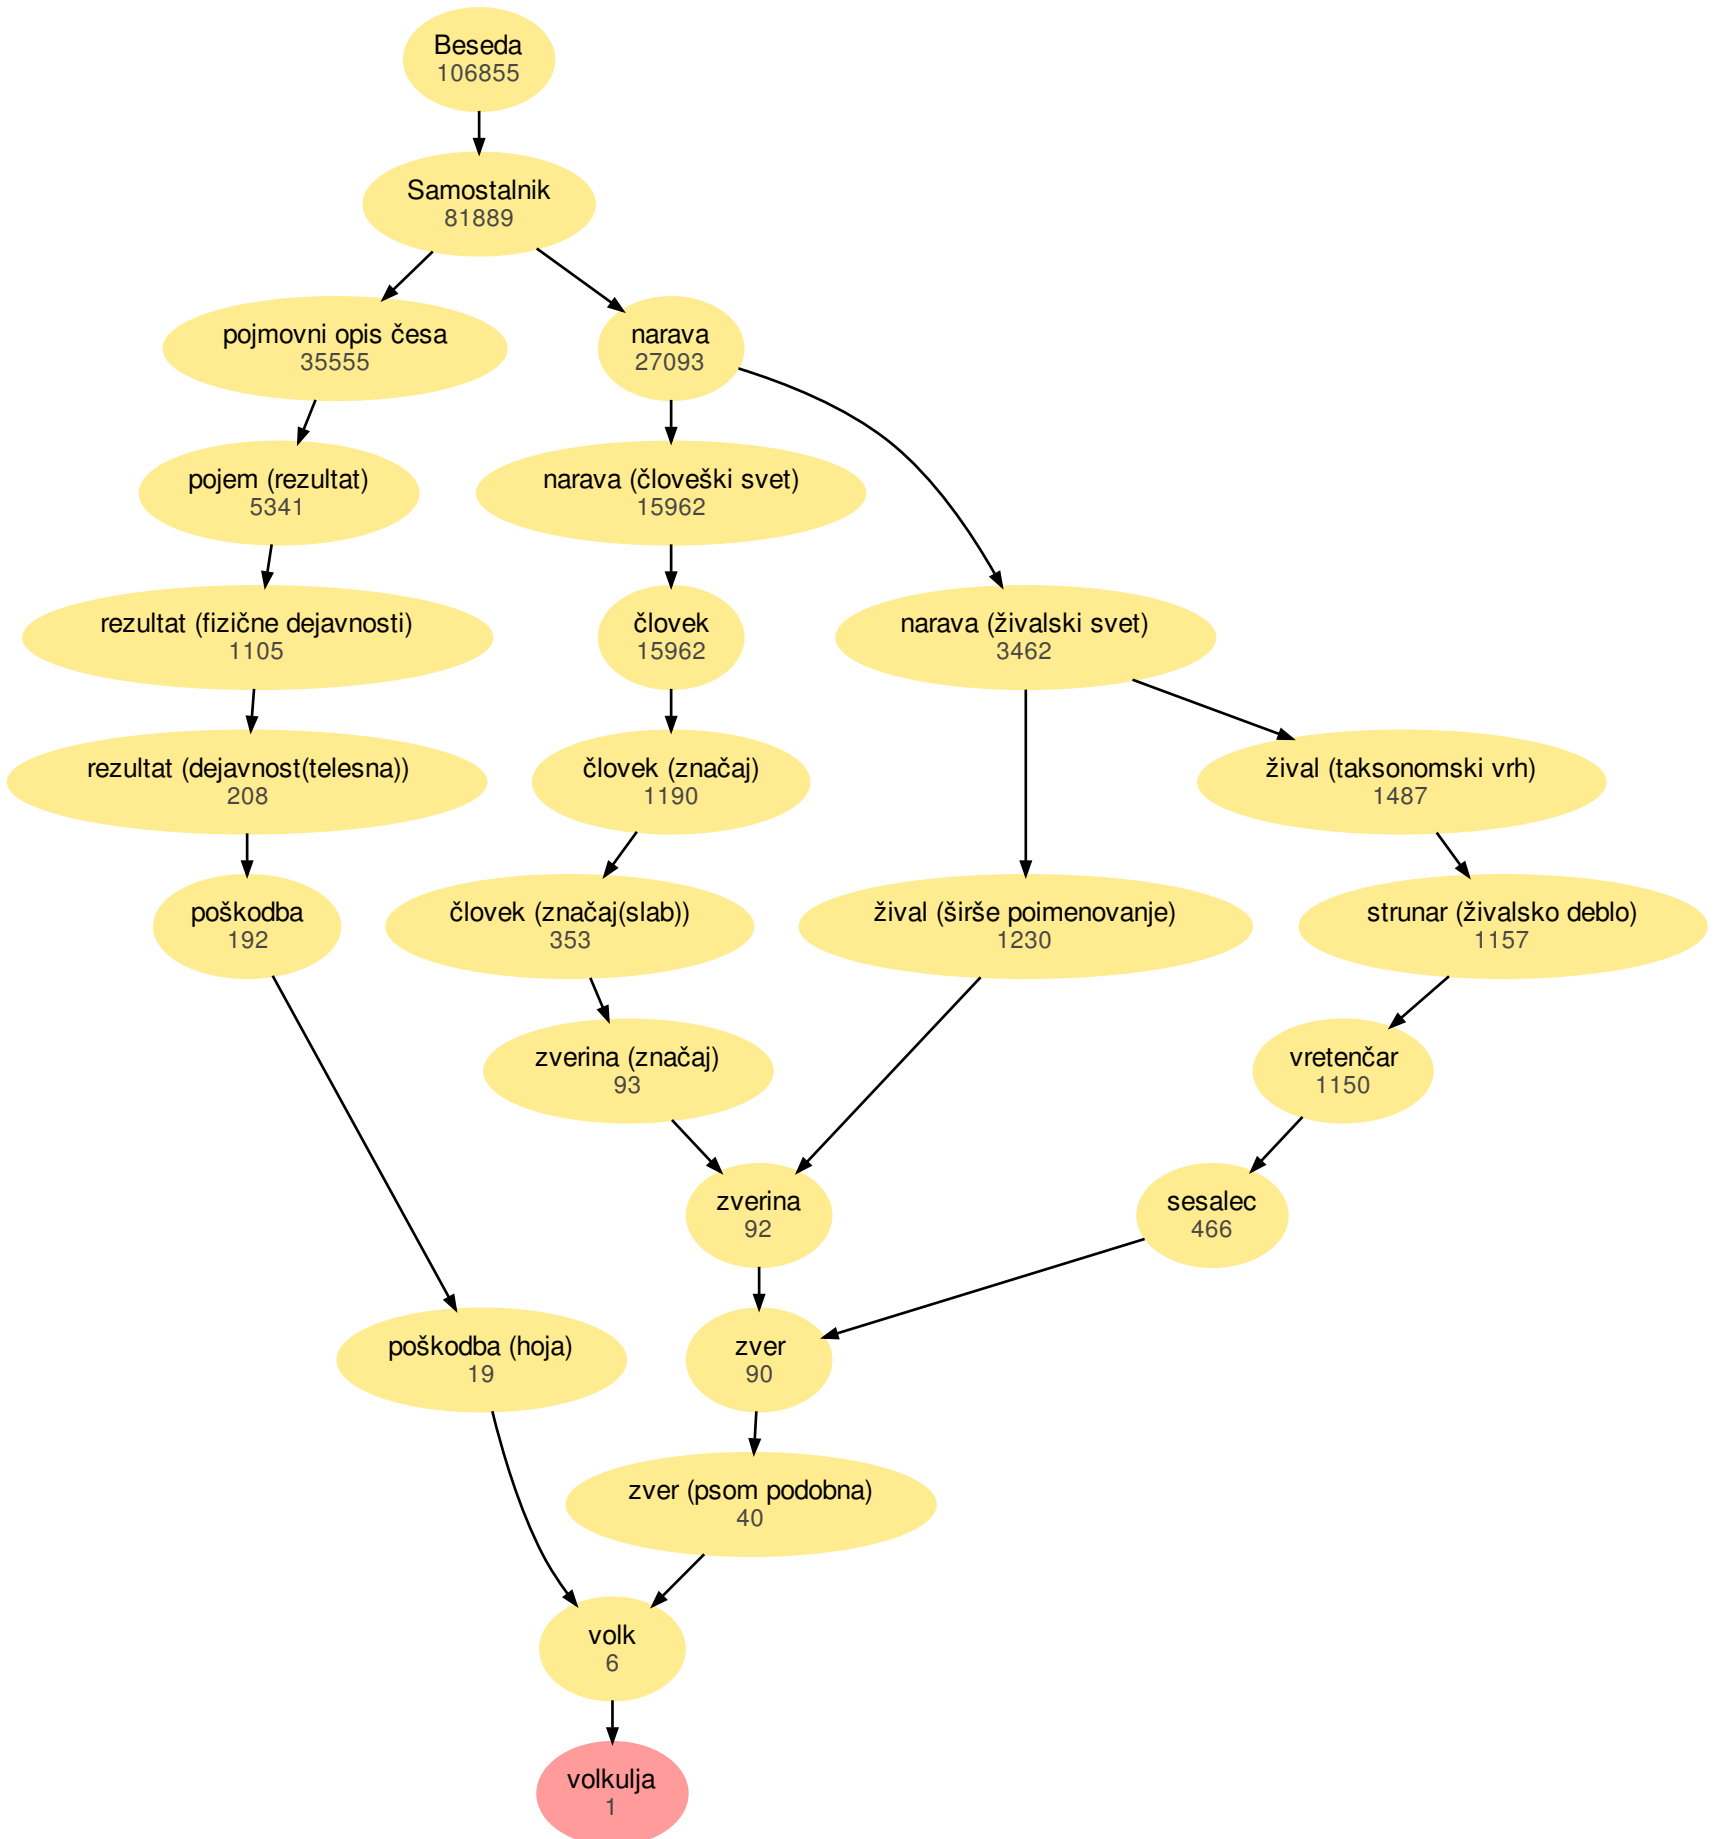 Beseda
106855
Samostalnik
81889
pojmovni opis česa
35555
narava
27093
pojem (rezultat)
5341
narava (človeški svet)
15962
rezultat (fizične dejavnosti)
1105
človek
15962
narava (živalski svet)
3462
rezultat (dejavnost(telesna))
208
človek (značaj)
1190
žival (taksonomski vrh)
1487
poškodba
192
človek (značaj(slab))
353
žival (širše poimenovanje)
1230
strunar (živalsko deblo)
1157
zverina (značaj)
93
vretenčar
1150
zverina
92
sesalec
466
poškodba (hoja)
19
zver
90
zver (psom podobna)
40
volk
6
volkulja
1